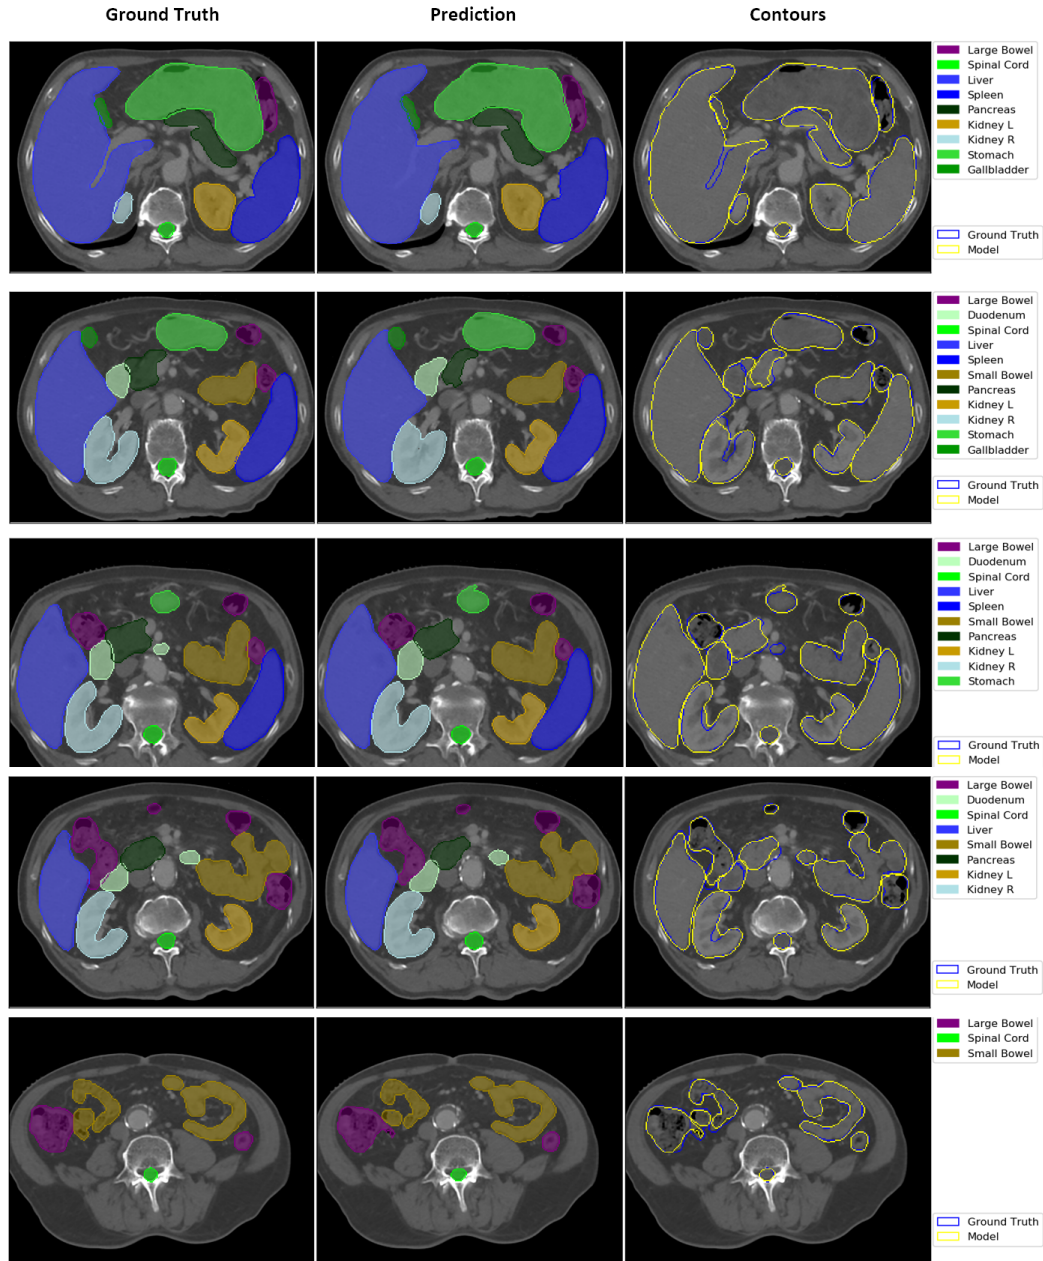 Ground Truth
Prediction
Contours
Large Bowel
Spinal Cord
Liver
Spleen
Pancreas
Kidney L
Kidney R
Stomach
Gallbladder
Ground Truth
Model
Large Bowel
Duodenum
Spinal Cord
Liver
Spleen
Small Bowel
Pancreas
Kidney L
Kidney R
Stomach
Gallbladder
Ground Truth
Model
Large Bowel
Duodenum
Spinal Cord
Liver
Spleen
Small Bowel
Pancreas
Kidney L
Kidney R
Stomach
Ground Truth
Model
Large Bowel
Duodenum
Spinal Cord
Liver
Small Bowel
Pancreas
Kidney L
Kidney R
Ground Truth
Model
Large Bowel
Spinal Cord
Small Bowel
Ground Truth
Model